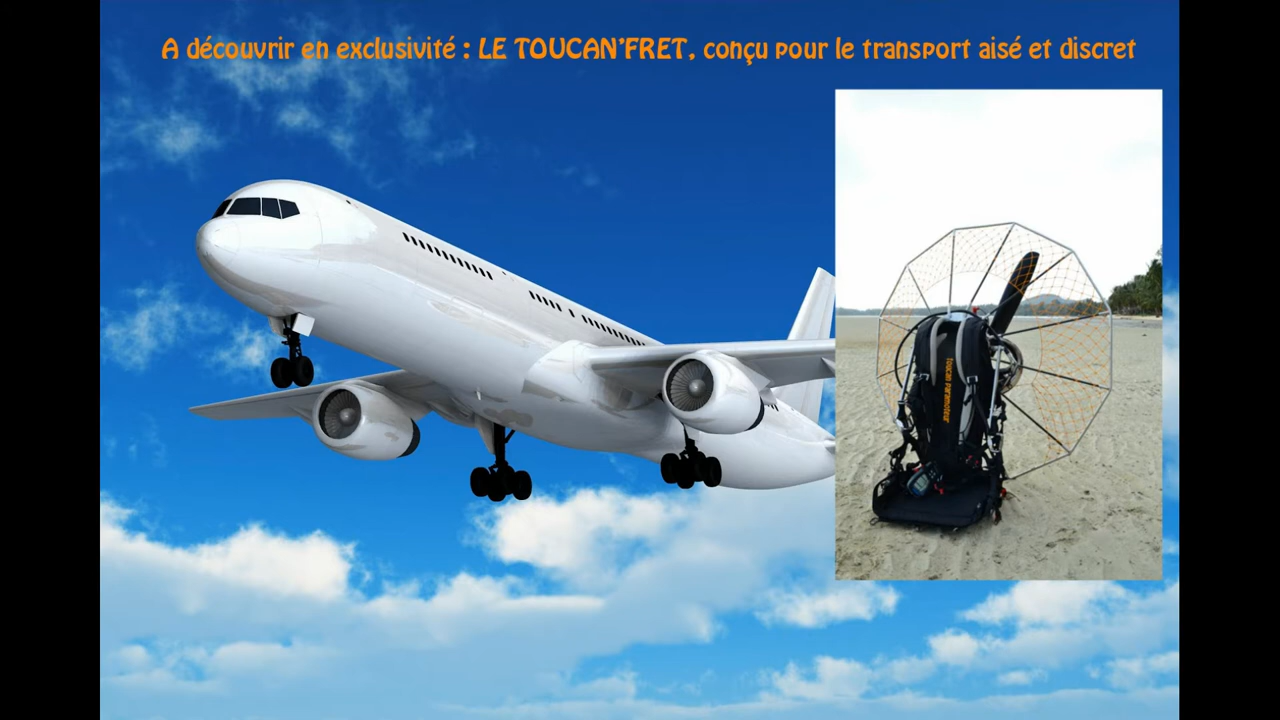 A découvrir en exclusivité : LE TOUCAN'FRET, conçu pour le transport aisé et discret
Toucan paramoteur